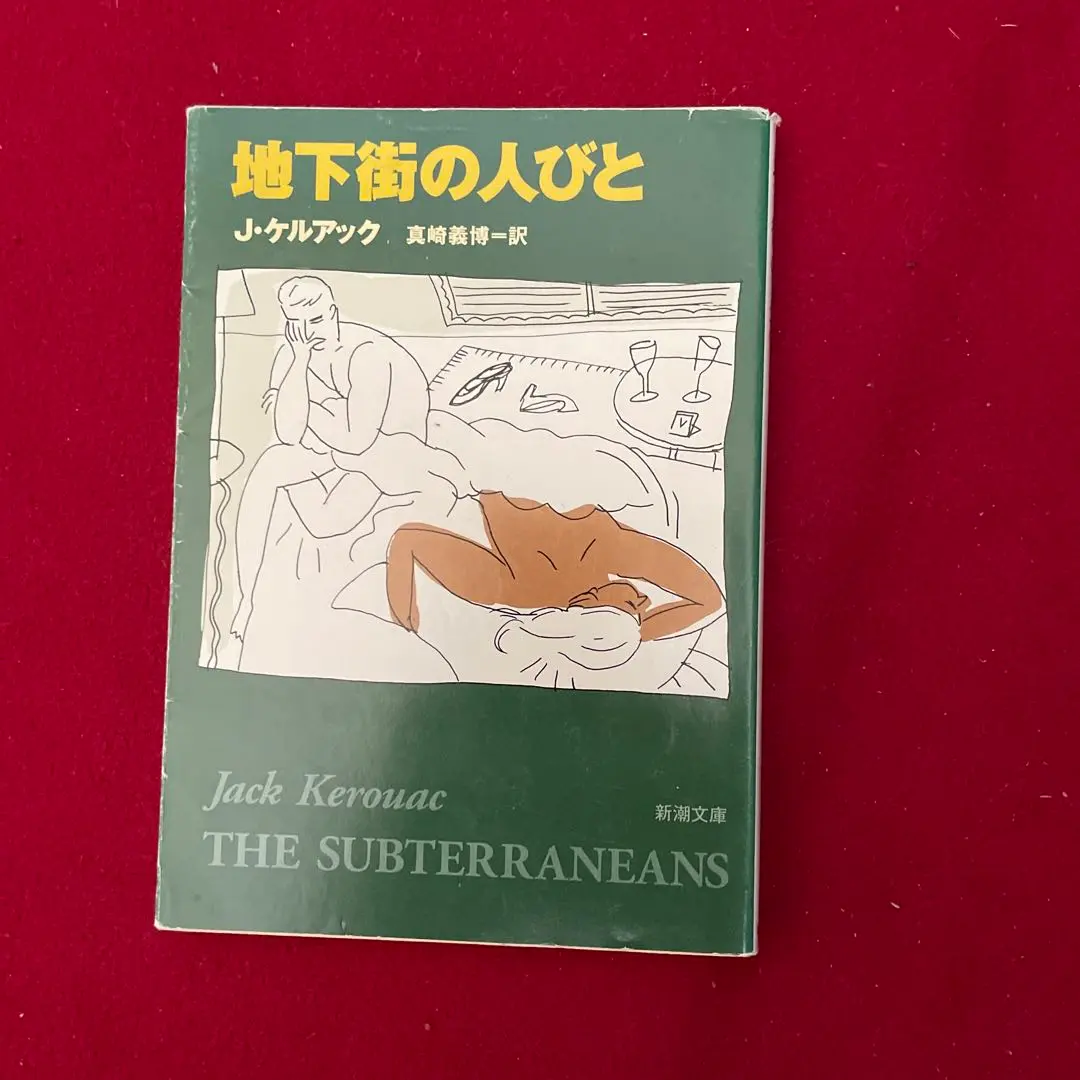 地下街の人びと
J・ケルアック 真崎義博＝訳
Jack Kerouac
新潮文庫
THE SUBTERRANEANS